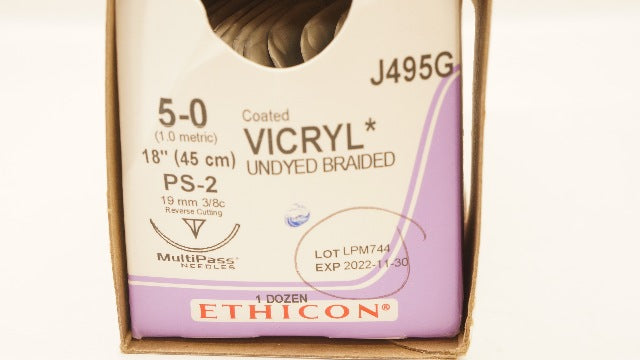 J495G
5-0
(1.0 metric)
18" (45 cm)
PS-2
19 mm 3/8c
Reverse Cutting
MultiPass*
NEEDLES
Coated
VICRYL*
UNDYED BRAIDED
LOT LPM744
EXP 2022-11-30
1 DOZEN
ETHICON®